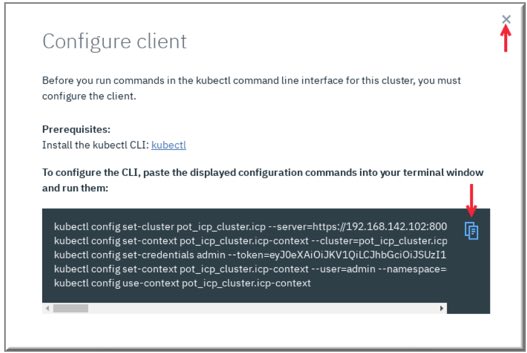 Configure client
Before you run commands in the kubectl command line interface for this cluster, you must
configure the client.
Prerequisites:
Install the kubectl CLI: kubectl
To configure the CLI, paste the displayed configuration commands into your terminal window
and run them:
kubectl config set-cluster pot_icp_cluster.icp --server=https://192.168.142.102:800
kubectl config set-context pot_icp_cluster.icp-context --cluster=pot_icp_cluster.icp
kubectl config set-credentials admin --token=eyJ0eXAiOiJKV1QiLCJhbGciOiJSUzI1
kubectl config set-context pot_icp_cluster.icp-context --user=admin --namespace=
kubectl config use-context pot_icp_cluster.icp-context